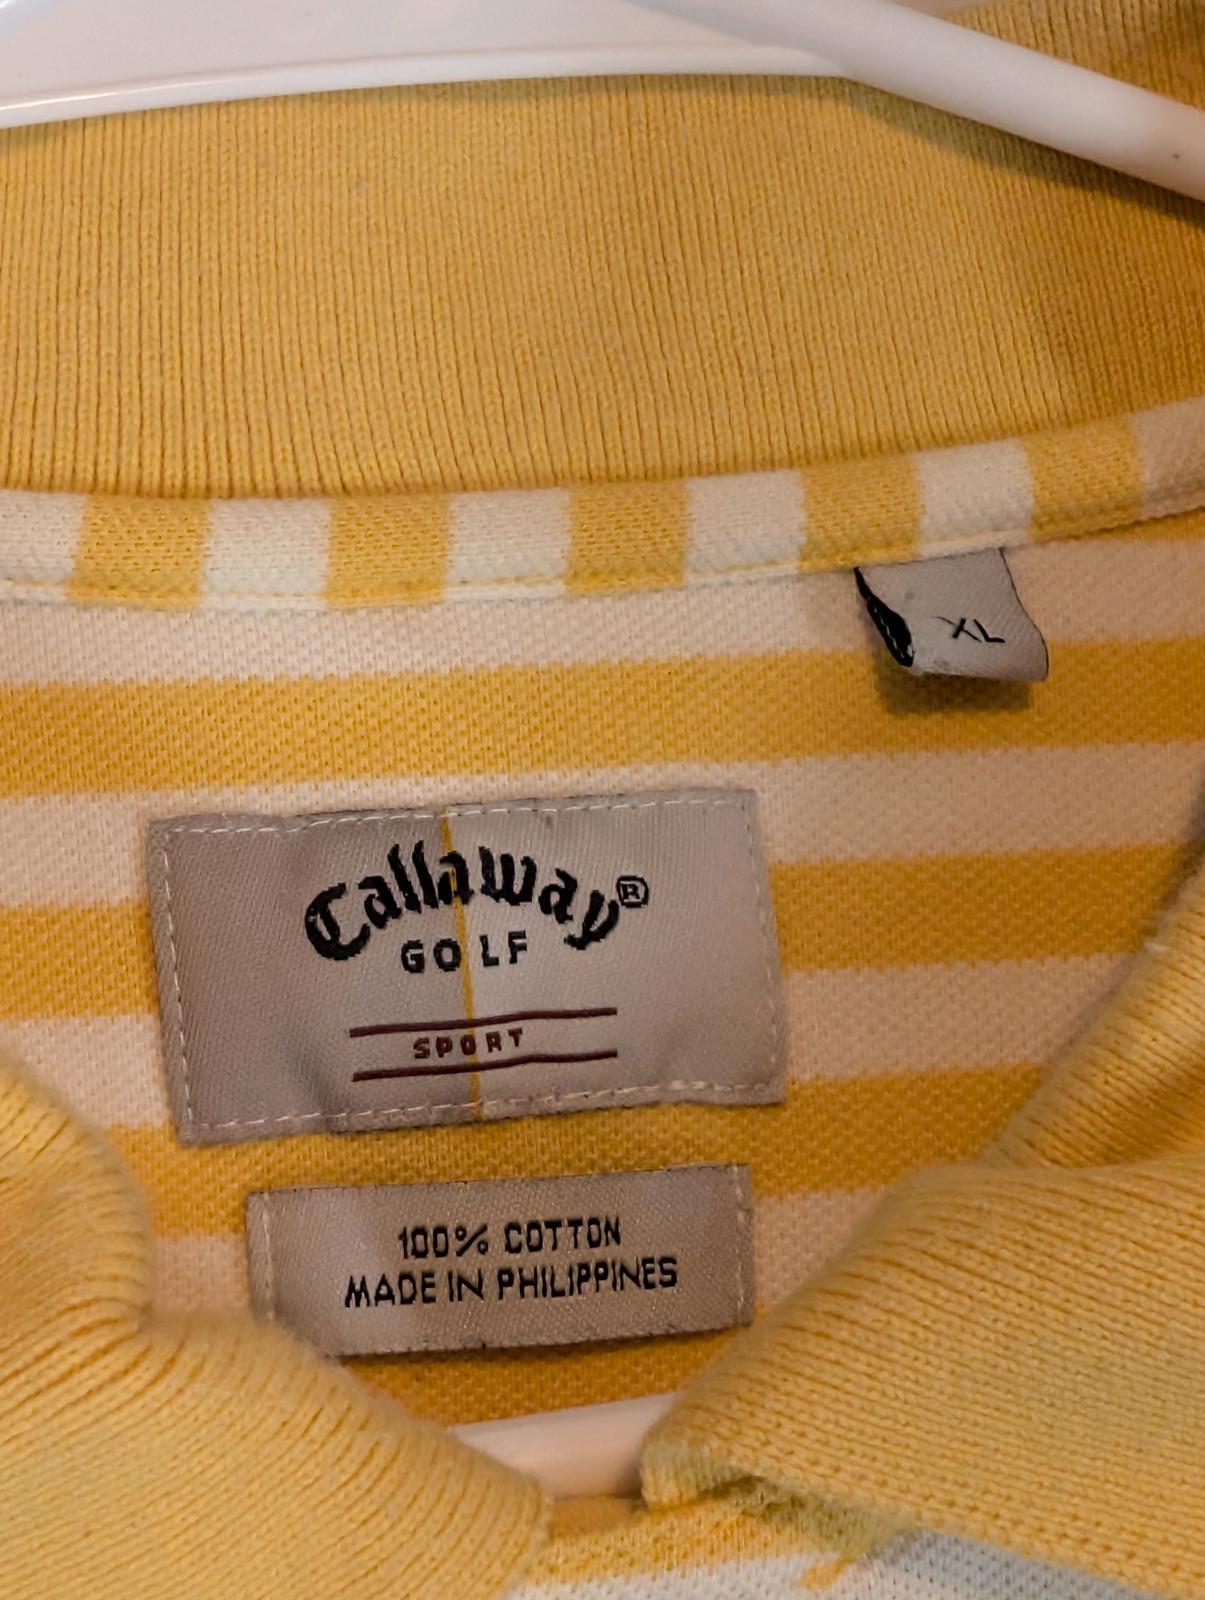 XL
Callaway®
GOLF
SPORT
100% COTTON
MADE IN PHILIPPINES